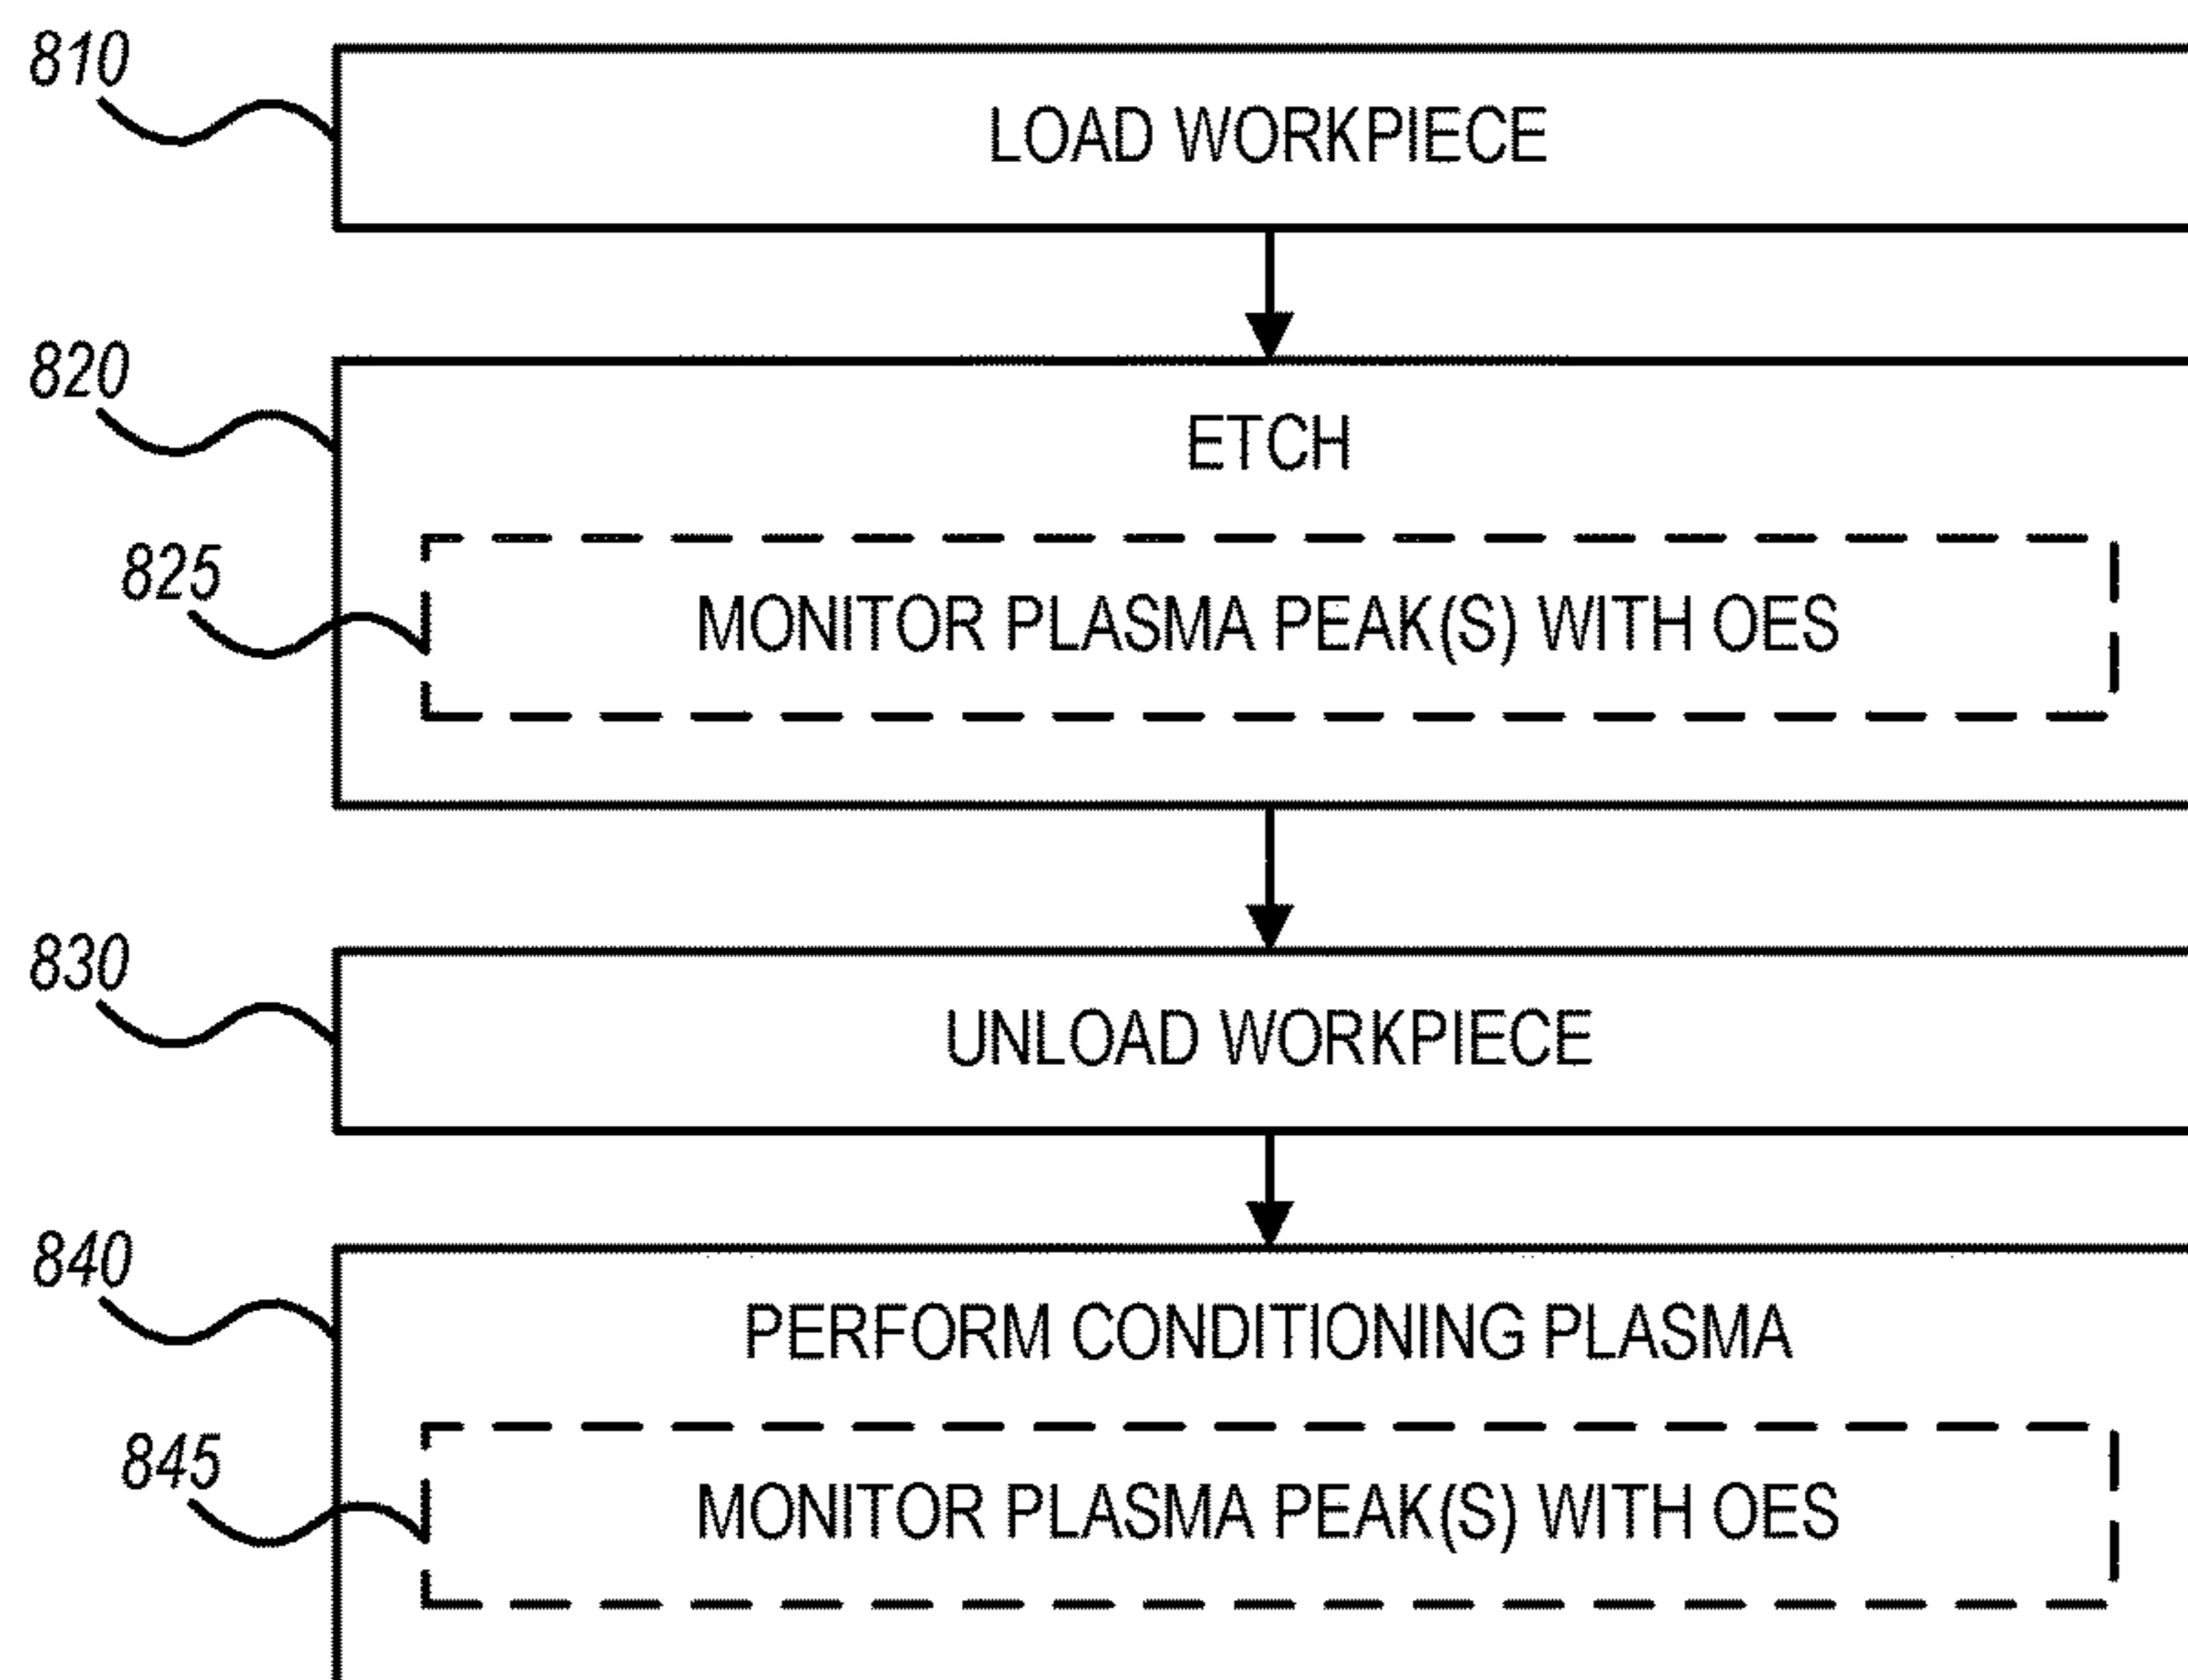 810
LOAD WORKPIECE
820
ETCH
825
MONITOR PLASMA PEAK(S) WITH OES
830
UNLOAD WORKPIECE
840
PERFORM CONDITIONING PLASMA
845
MONITOR PLASMA PEAK(S) WITH OES